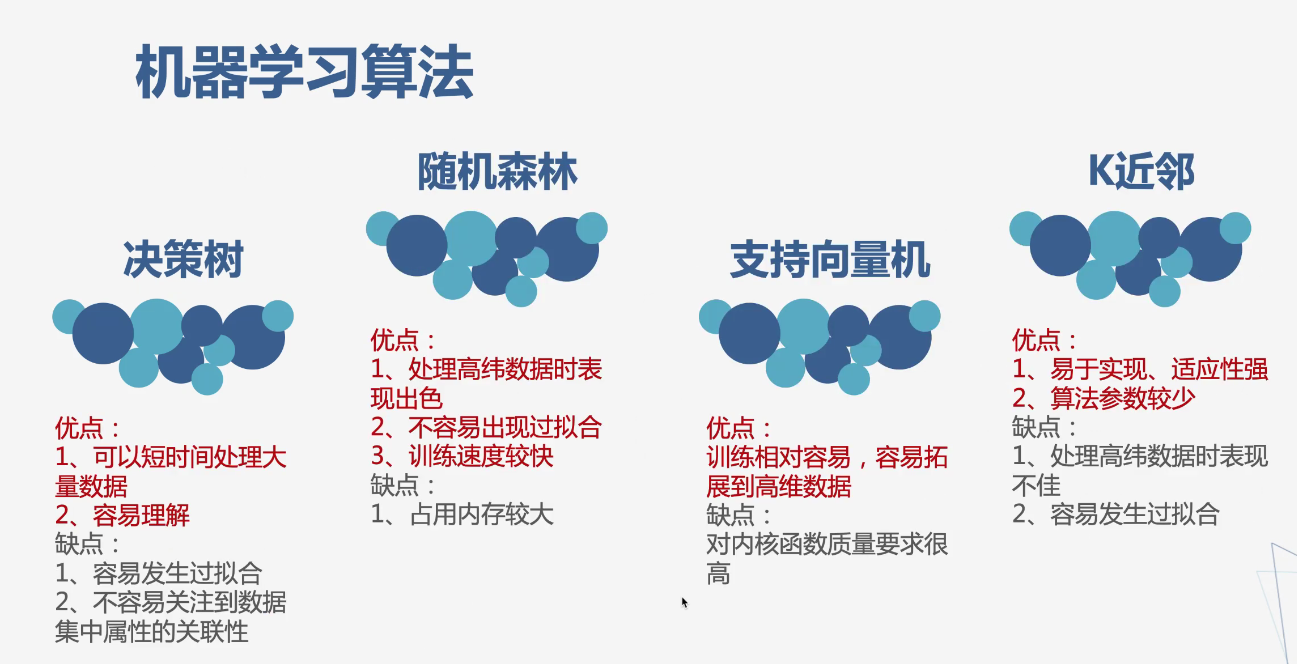 机器学习算法
决策树
优点：
1、可以短时间处理大
量数据
2、容易理解
缺点：
1、容易发生过拟合
2、不容易关注到数据
集中属性的关联性
随机森林
优点：
1、处理高纬数据时表
现出色
2、不容易出现过拟合
3、训练速度较快
缺点：
1、占用内存较大
支持向量机
优点：
训练相对容易，容易拓
展到高维数据
缺点：
对内核函数质量要求很
高
K近邻
优点：
1、易于实现、适应性强
2、算法参数较少
缺点：
1、处理高纬数据时表现
不佳
2、容易发生过拟合